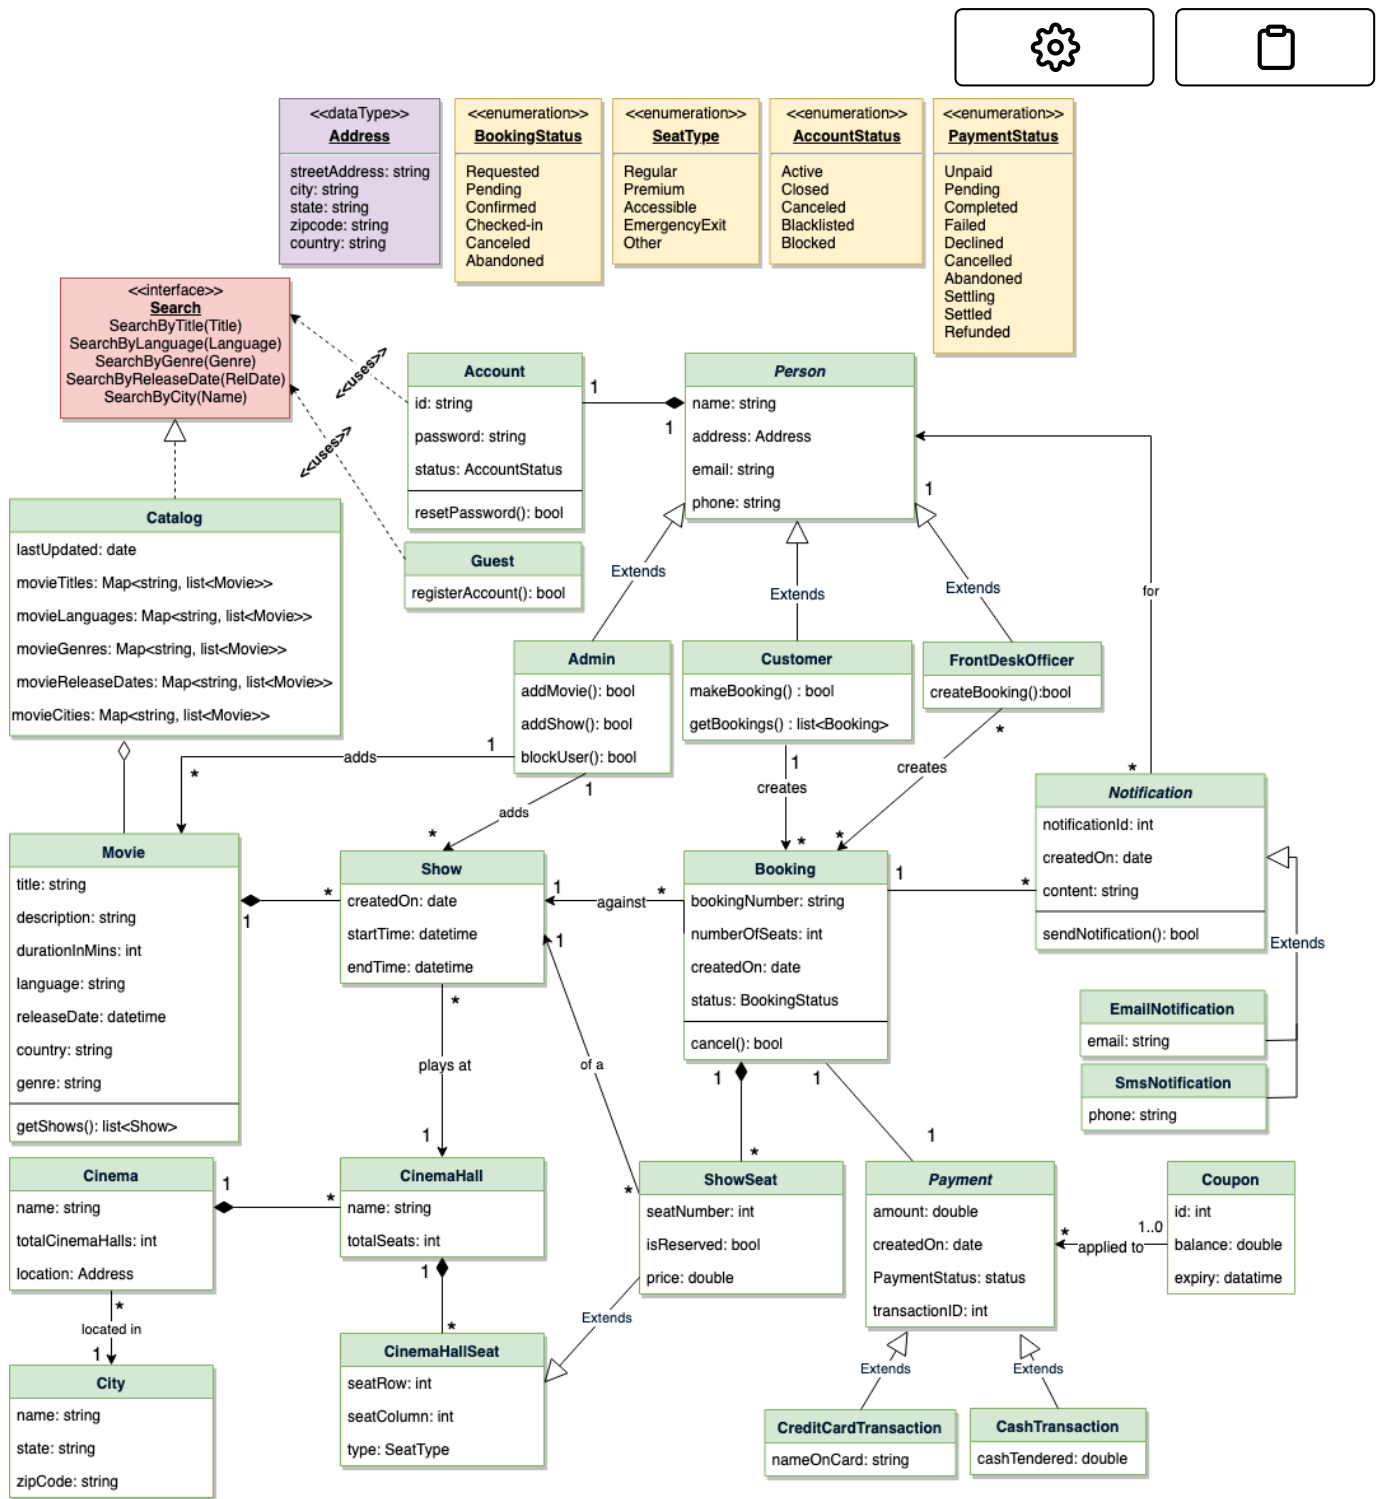 <<dataType>>
Address
streetAddress: string
city: string
state: string
zipcode: string
country: string
<<enumeration>>
BookingStatus
Requested
Pending
Confirmed
Checked-in
Canceled
Abandoned
<<enumeration>>
SeatType
Regular
Premium
Accessible
EmergencyExit
Other
<<enumeration>>
AccountStatus
Active
Closed
Canceled
Blacklisted
Blocked
<<enumeration>>
PaymentStatus
Unpaid
Pending
Completed
Failed
Declined
Cancelled
Abandoned
Settling
Settled
Refunded
<<interface>>
Search
SearchByTitle(Title)
SearchByLanguage(Language)
SearchByGenre(Genre)
SearchByReleaseDate(RelDate)
SearchByCity(Name)
<<uses>>
<<uses>>
Account
id: string
password: string
status: AccountStatus
resetPassword(): bool
1
1
Person
name: string
address: Address
email: string
phone: string
1
Guest
registerAccount(): bool
Catalog
lastUpdated: date
movieTitles: Map<string, list<Movie>>
movieLanguages: Map<string, list<Movie>>
movieGenres: Map<string, list<Movie>>
movieReleaseDates: Map<string, list<Movie>>
movieCities: Map<string, list<Movie>>
Extends
Extends
Extends
for
Admin
addMovie(): bool
addShow(): bool
blockUser(): bool
Customer
makeBooking() : bool
getBookings() : list<Booking>
FrontDeskOfficer
createBooking():bool
1
adds
*
1
adds
*
1
creates
*
*
creates
*
*
Notification
notificationId: int
createdOn: date
content: string
sendNotification(): bool
Extends
Movie
title: string
description: string
durationInMins: int
language: string
releaseDate: datetime
country: string
genre: string
getShows(): list<Show>
1
*
Show
createdOn: date
startTime: datetime
endTime: datetime
1
against
*
1
Booking
bookingNumber: string
numberOfSeats: int
createdOn: date
status: BookingStatus
cancel(): bool
1
*
EmailNotification
email: string
SmsNotification
phone: string
*
plays at
1
of a
*
1
*
1
1
Cinema
name: string
totalCinemaHalls: int
location: Address
1
*
CinemaHall
name: string
totalSeats: int
1
*
ShowSeat
seatNumber: int
isReserved: bool
price: double
Extends
Payment
amount: double
createdOn: date
PaymentStatus: status
transactionID: int
*
applied to
1..0
Coupon
id: int
balance: double
expiry: datatime
*
located in
1
City
name: string
state: string
zipCode: string
CinemaHallSeat
seatRow: int
seatColumn: int
type: SeatType
Extends
Extends
CreditCardTransaction
nameOnCard: string
CashTransaction
cashTendered: double